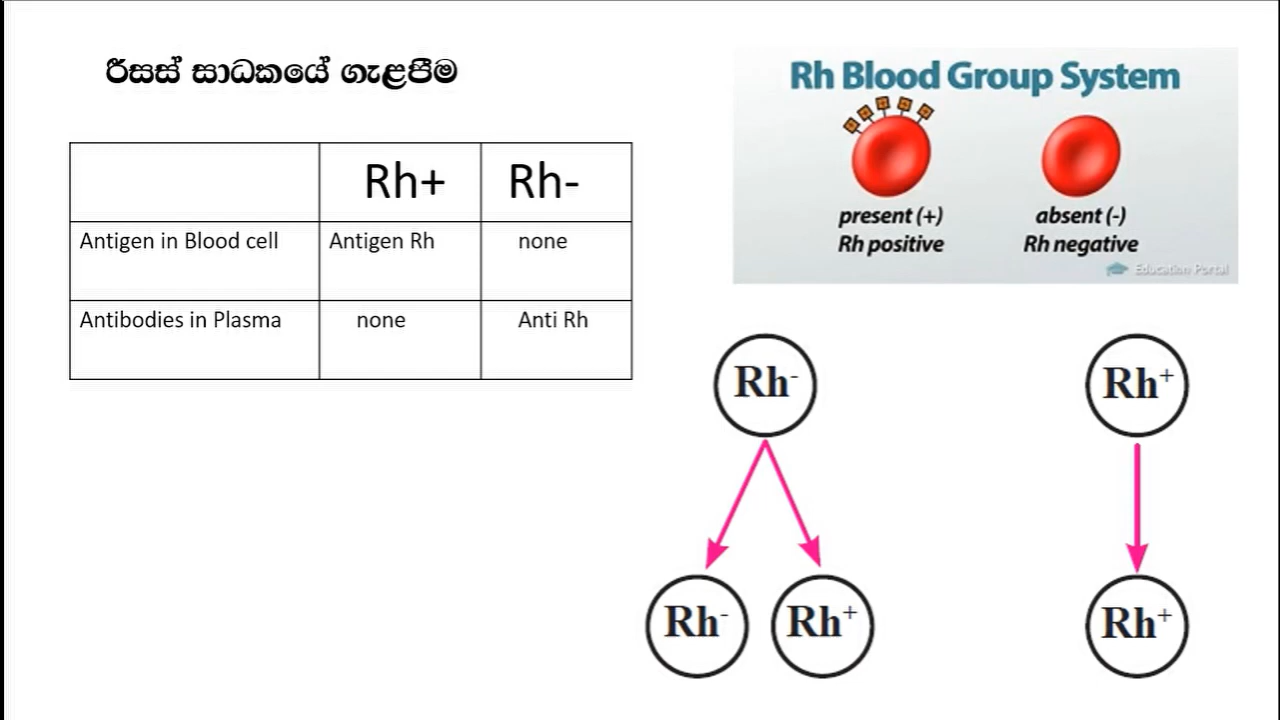 රීසස් සාධකයේ ගැළපීම
Rh+ Rh-
Antigen in Blood cell Antigen Rh none
Antibodies in Plasma none Anti Rh
Rh Blood Group System
present (+) absent (-)
Rh positive Rh negative
Education Portal
Rh- Rh+
Rh- Rh+ Rh+